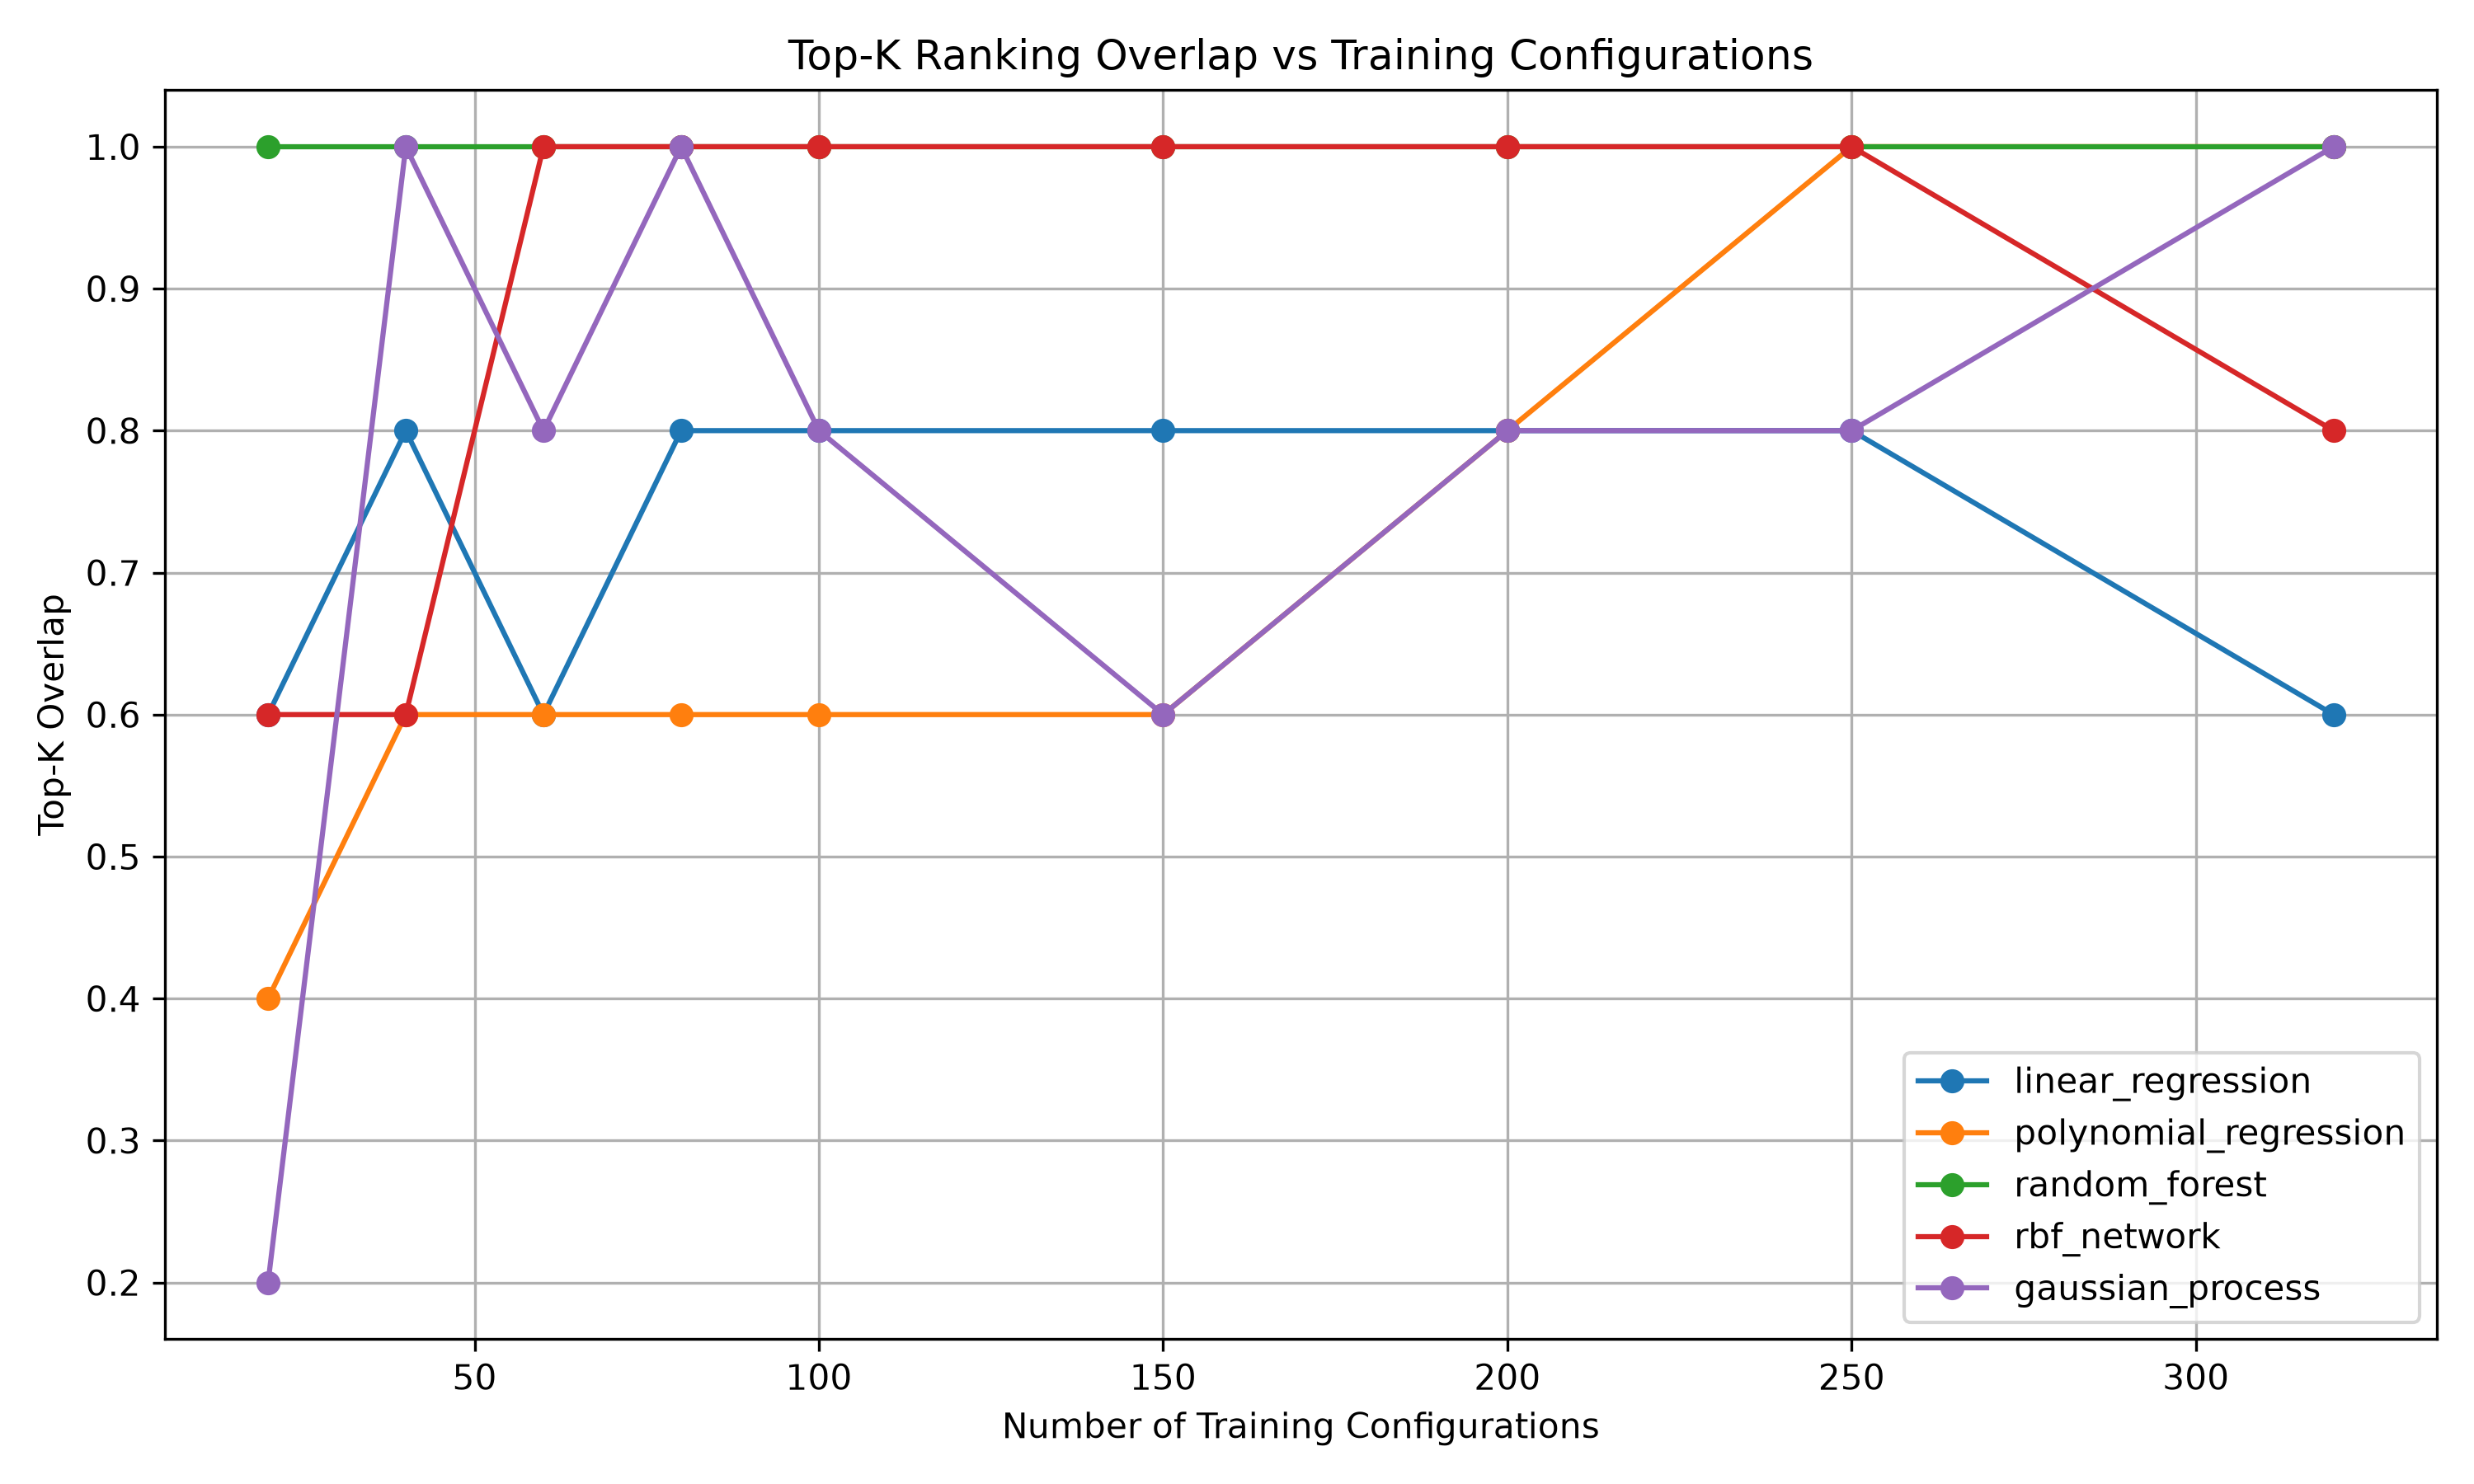 Top-K Ranking Overlap vs Training Configurations
Top-K Overlap
1.0
0.9
0.8
0.7
0.6
0.5
0.4
0.3
0.2
50 100 150 200 250 300
Number of Training Configurations
linear_regression
polynomial_regression
random_forest
rbf_network
gaussian_process